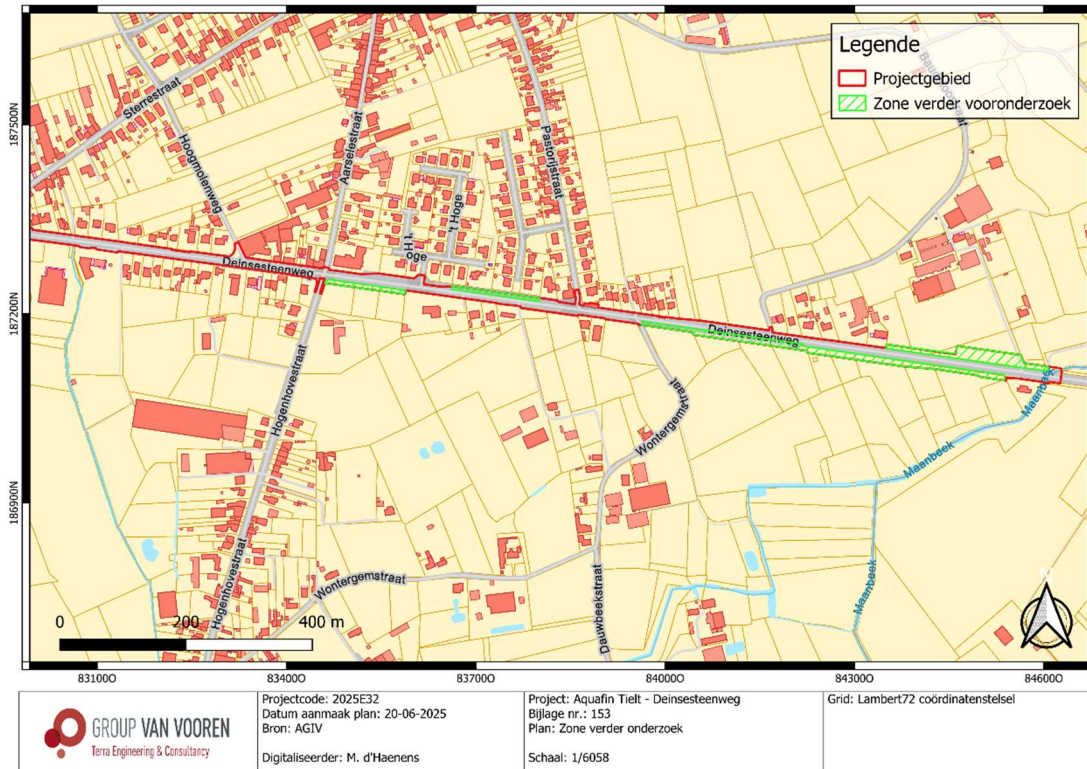 Legende
Projectgebied
Zone verder vooronderzoek
Sterrestraat
Hoogmolenweg
Aarselestraat
Pastorijstraat
't Hoge
't Hoge
Deinsesteenweg
Deinsesteenweg
Hogenhovestraat
Hogenhovestraat
Wontergemstraat
Wontergemstraat
Dauwbeekstraat
Maanbeek
Maanbeek
Maanbeek
187500N
187200N
186900N
0 200 400 m
N
831000 834000 837000 840000 843000 846000
GROUP VAN VOOREN
Terra Engineering & Consultancy
Projectcode: 2025E32
Datum aanmaak plan: 20-06-2025
Bron: AGIV
Digitaliseerder: M. d'Haenens
Project: Aquafin Tielt - Deinsesteenweg
Bijlage nr.: 153
Plan: Zone verder onderzoek
Schaal: 1/6058
Grid: Lambert72 coördinatenstelsel